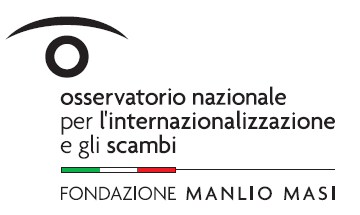 osservatorio nazionale
per l'internazionalizzazione
e gli scambi
FONDAZIONE MANLIO MASI